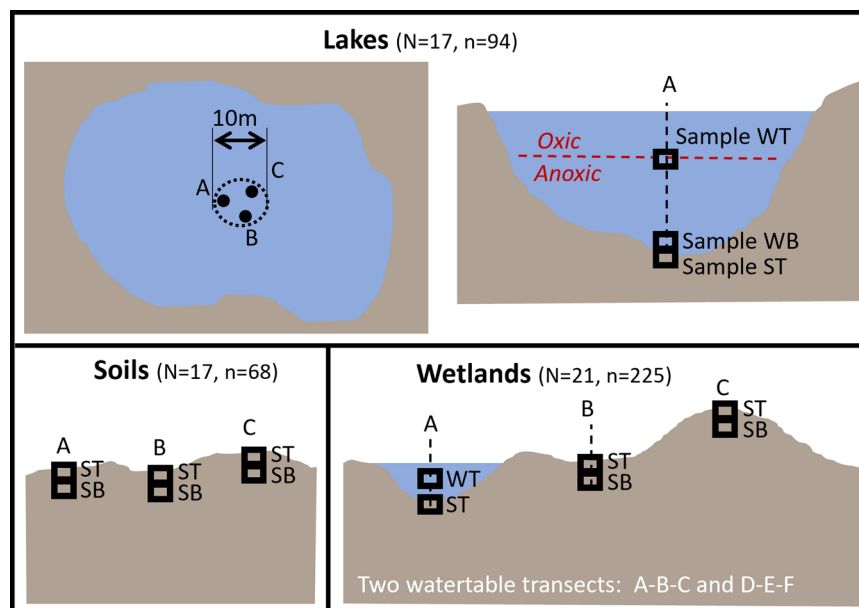 Lakes (N=17, n=94)
10m
A
C
B
A
Sample WT
Oxic
Anoxic
Sample WB
Sample ST
Soils (N=17, n=68)
A
ST
SB
B
ST
SB
C
ST
SB
Wetlands (N=21, n=225)
A
WT
ST
B
ST
SB
C
ST
SB
Two watertable transects: A-B-C and D-E-F